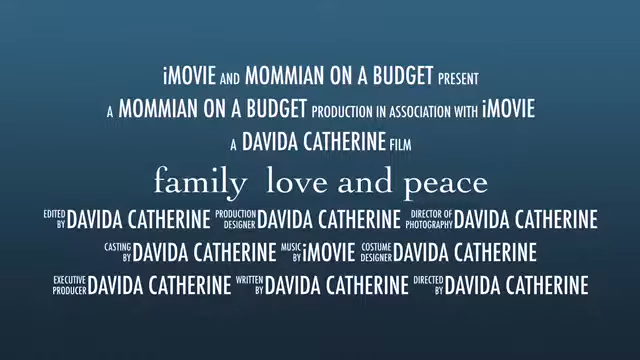 iMOVIE AND MOMMIAN ON A BUDGET PRESENT
A MOMMIAN ON A BUDGET PRODUCTION IN ASSOCIATION WITH iMOVIE
A DAVIDA CATHERINE FILM
family love and peace
EDITED BY DAVIDA CATHERINE PRODUCTION DESIGNER DAVIDA CATHERINE DIRECTOR OF PHOTOGRAPHY DAVIDA CATHERINE
CASTING BY DAVIDA CATHERINE MUSIC BY iMOVIE COSTUME DESIGNER DAVIDA CATHERINE
EXECUTIVE PRODUCER DAVIDA CATHERINE WRITTEN BY DAVIDA CATHERINE DIRECTED BY DAVIDA CATHERINE